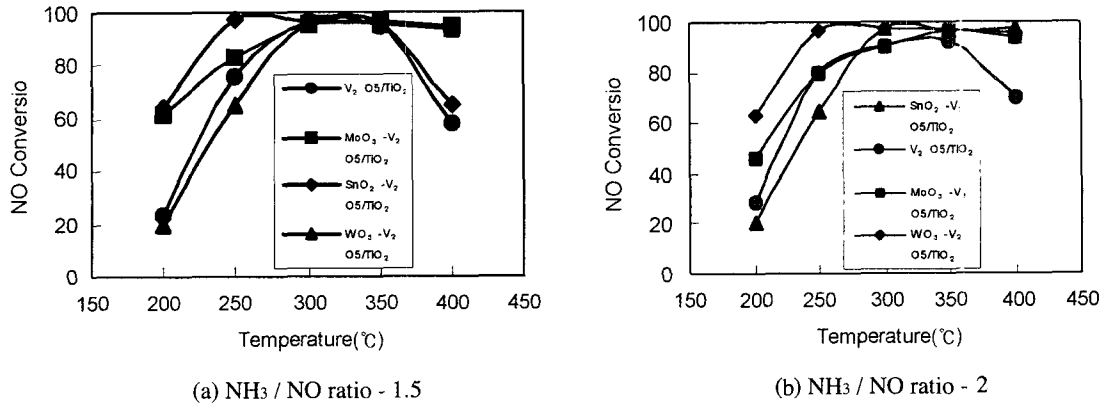 100
80
60
40
20
0
NO Conversio
150 200 250 300 350 400 450
Temperature(℃)
V₂ O5/TiO₂
MoO₃ -V₂
O5/TiO₂
SnO₂ -V₂
O5/TiO₂
WO₃ -V₂
O5/TiO₂
(a) NH₃ / NO ratio - 1.5
100
80
60
40
20
0
NO Conversio
150 200 250 300 350 400 450
Temperature(℃)
SnO₂ -V
O5/TiO₂
V₂ O5/TiO₂
MoO₃ -V
O5/TiO₂
WO₃ -V₂
O5/TiO₂
(b) NH₃ / NO ratio - 2